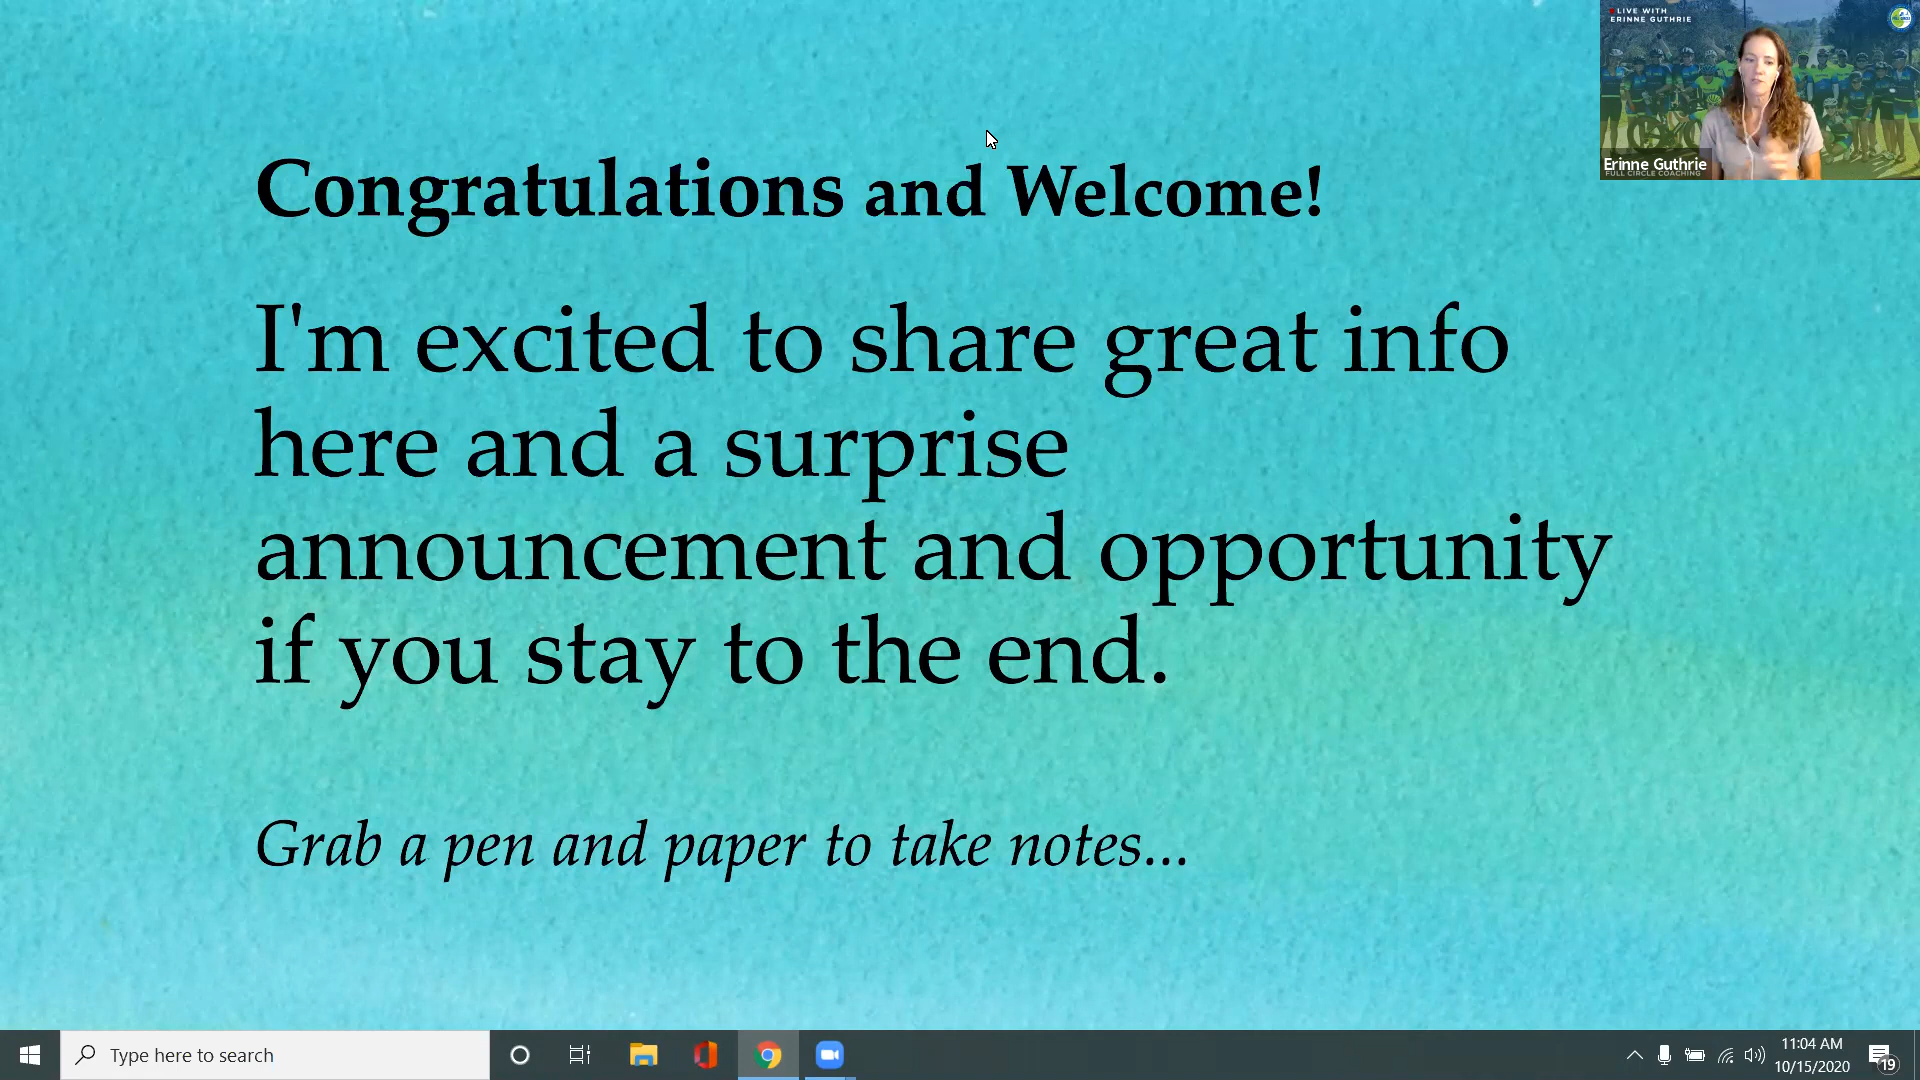 LIVE WITH
ERINNE GUTHRIE
Erinne Guthrie
FULL CIRCLE COACHING
Congratulations and Welcome!
I'm excited to share great info
here and a surprise
announcement and opportunity
if you stay to the end.
Grab a pen and paper to take notes...
Type here to search
11:04 AM
10/15/2020
19